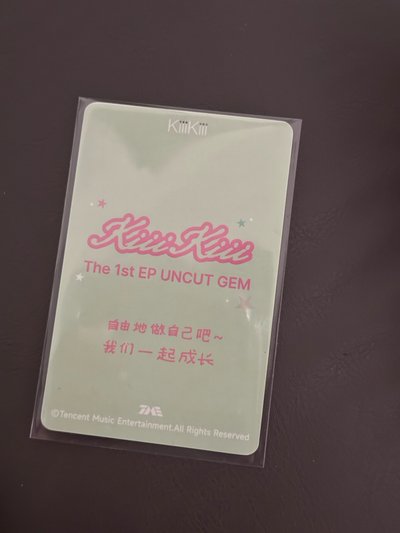 KiiiKiii
KiiiKiii
The 1st EP UNCUT GEM
自由地做自己吧~
我们一起成长
TME
©Tencent Music Entertainment.All Rights Reserved